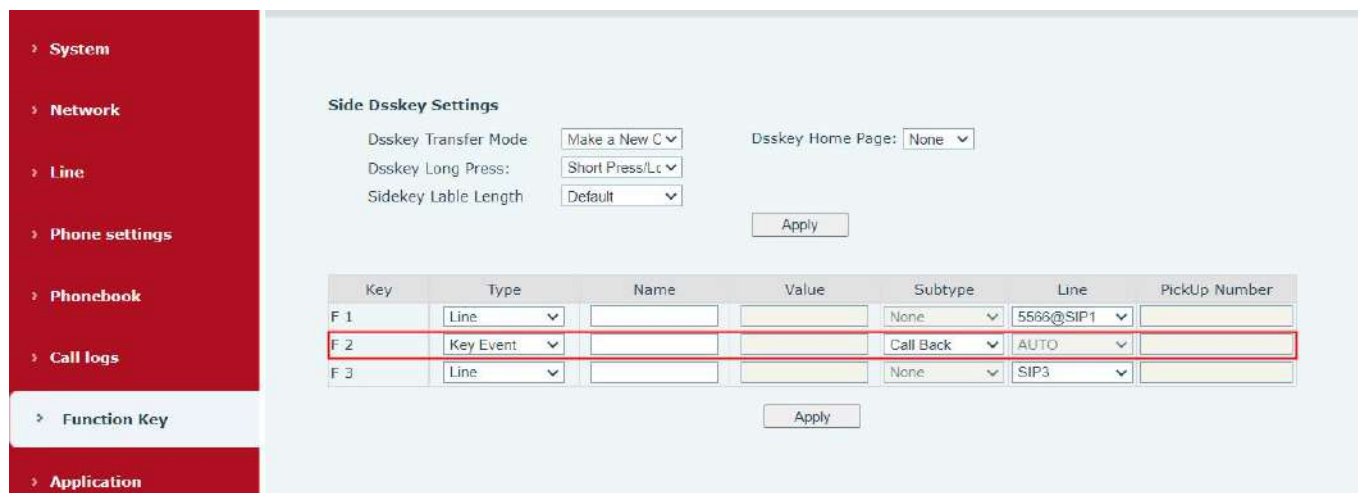 System
Network
Line
Phone settings
Phonebook
Call logs
Function Key
Application
Side Dsskey Settings
Dsskey Transfer Mode Make a New C Dsskey Home Page: None
Dsskey Long Press: Short Press/Lc
Sidekey Lable Length Default
Apply
Key Type Name Value Subtype Line PickUp Number
F 1 Line None 5566@SIP1
F 2 Key Event Call Back AUTO
F 3 Line None SIP3
Apply